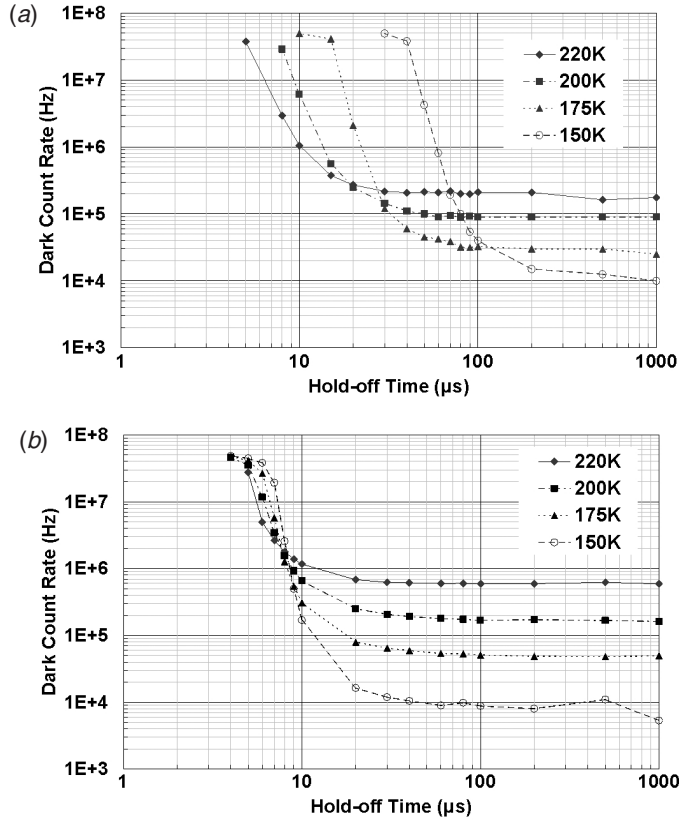 (a)
1E+8
1E+7
1E+6
1E+5
1E+4
1E+3
Dark Count Rate (Hz)
220K
200K
175K
150K
1 10 100 1000
Hold-off Time (µs)
(b)
1E+8
1E+7
1E+6
1E+5
1E+4
1E+3
Dark Count Rate (Hz)
220K
200K
175K
150K
1 10 100 1000
Hold-off Time (µs)